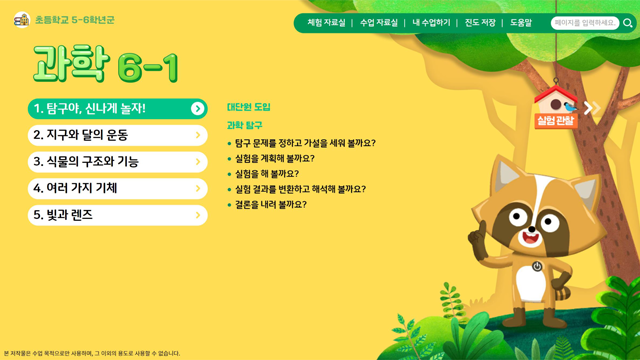 초등학교 5~6학년군
체험 자료실 | 수업 자료실 | 내 수업하기 | 진도 저장 | 도움말
페이지를 입력하세요.
과학 6-1
1. 탐구야, 신나게 놀자!
2. 지구와 달의 운동
3. 식물의 구조와 기능
4. 여러 가지 기체
5. 빛과 렌즈
대단원 도입
과학 탐구
• 탐구 문제를 정하고 가설을 세워 볼까요?
• 실험을 계획해 볼까요?
• 실험을 해 볼까요?
• 실험 결과를 변환하고 해석해 볼까요?
• 결론을 내려 볼까요?
실험 관찰
본 저작물은 수업 목적으로만 사용하며, 그 이외의 용도로 사용할 수 없습니다.